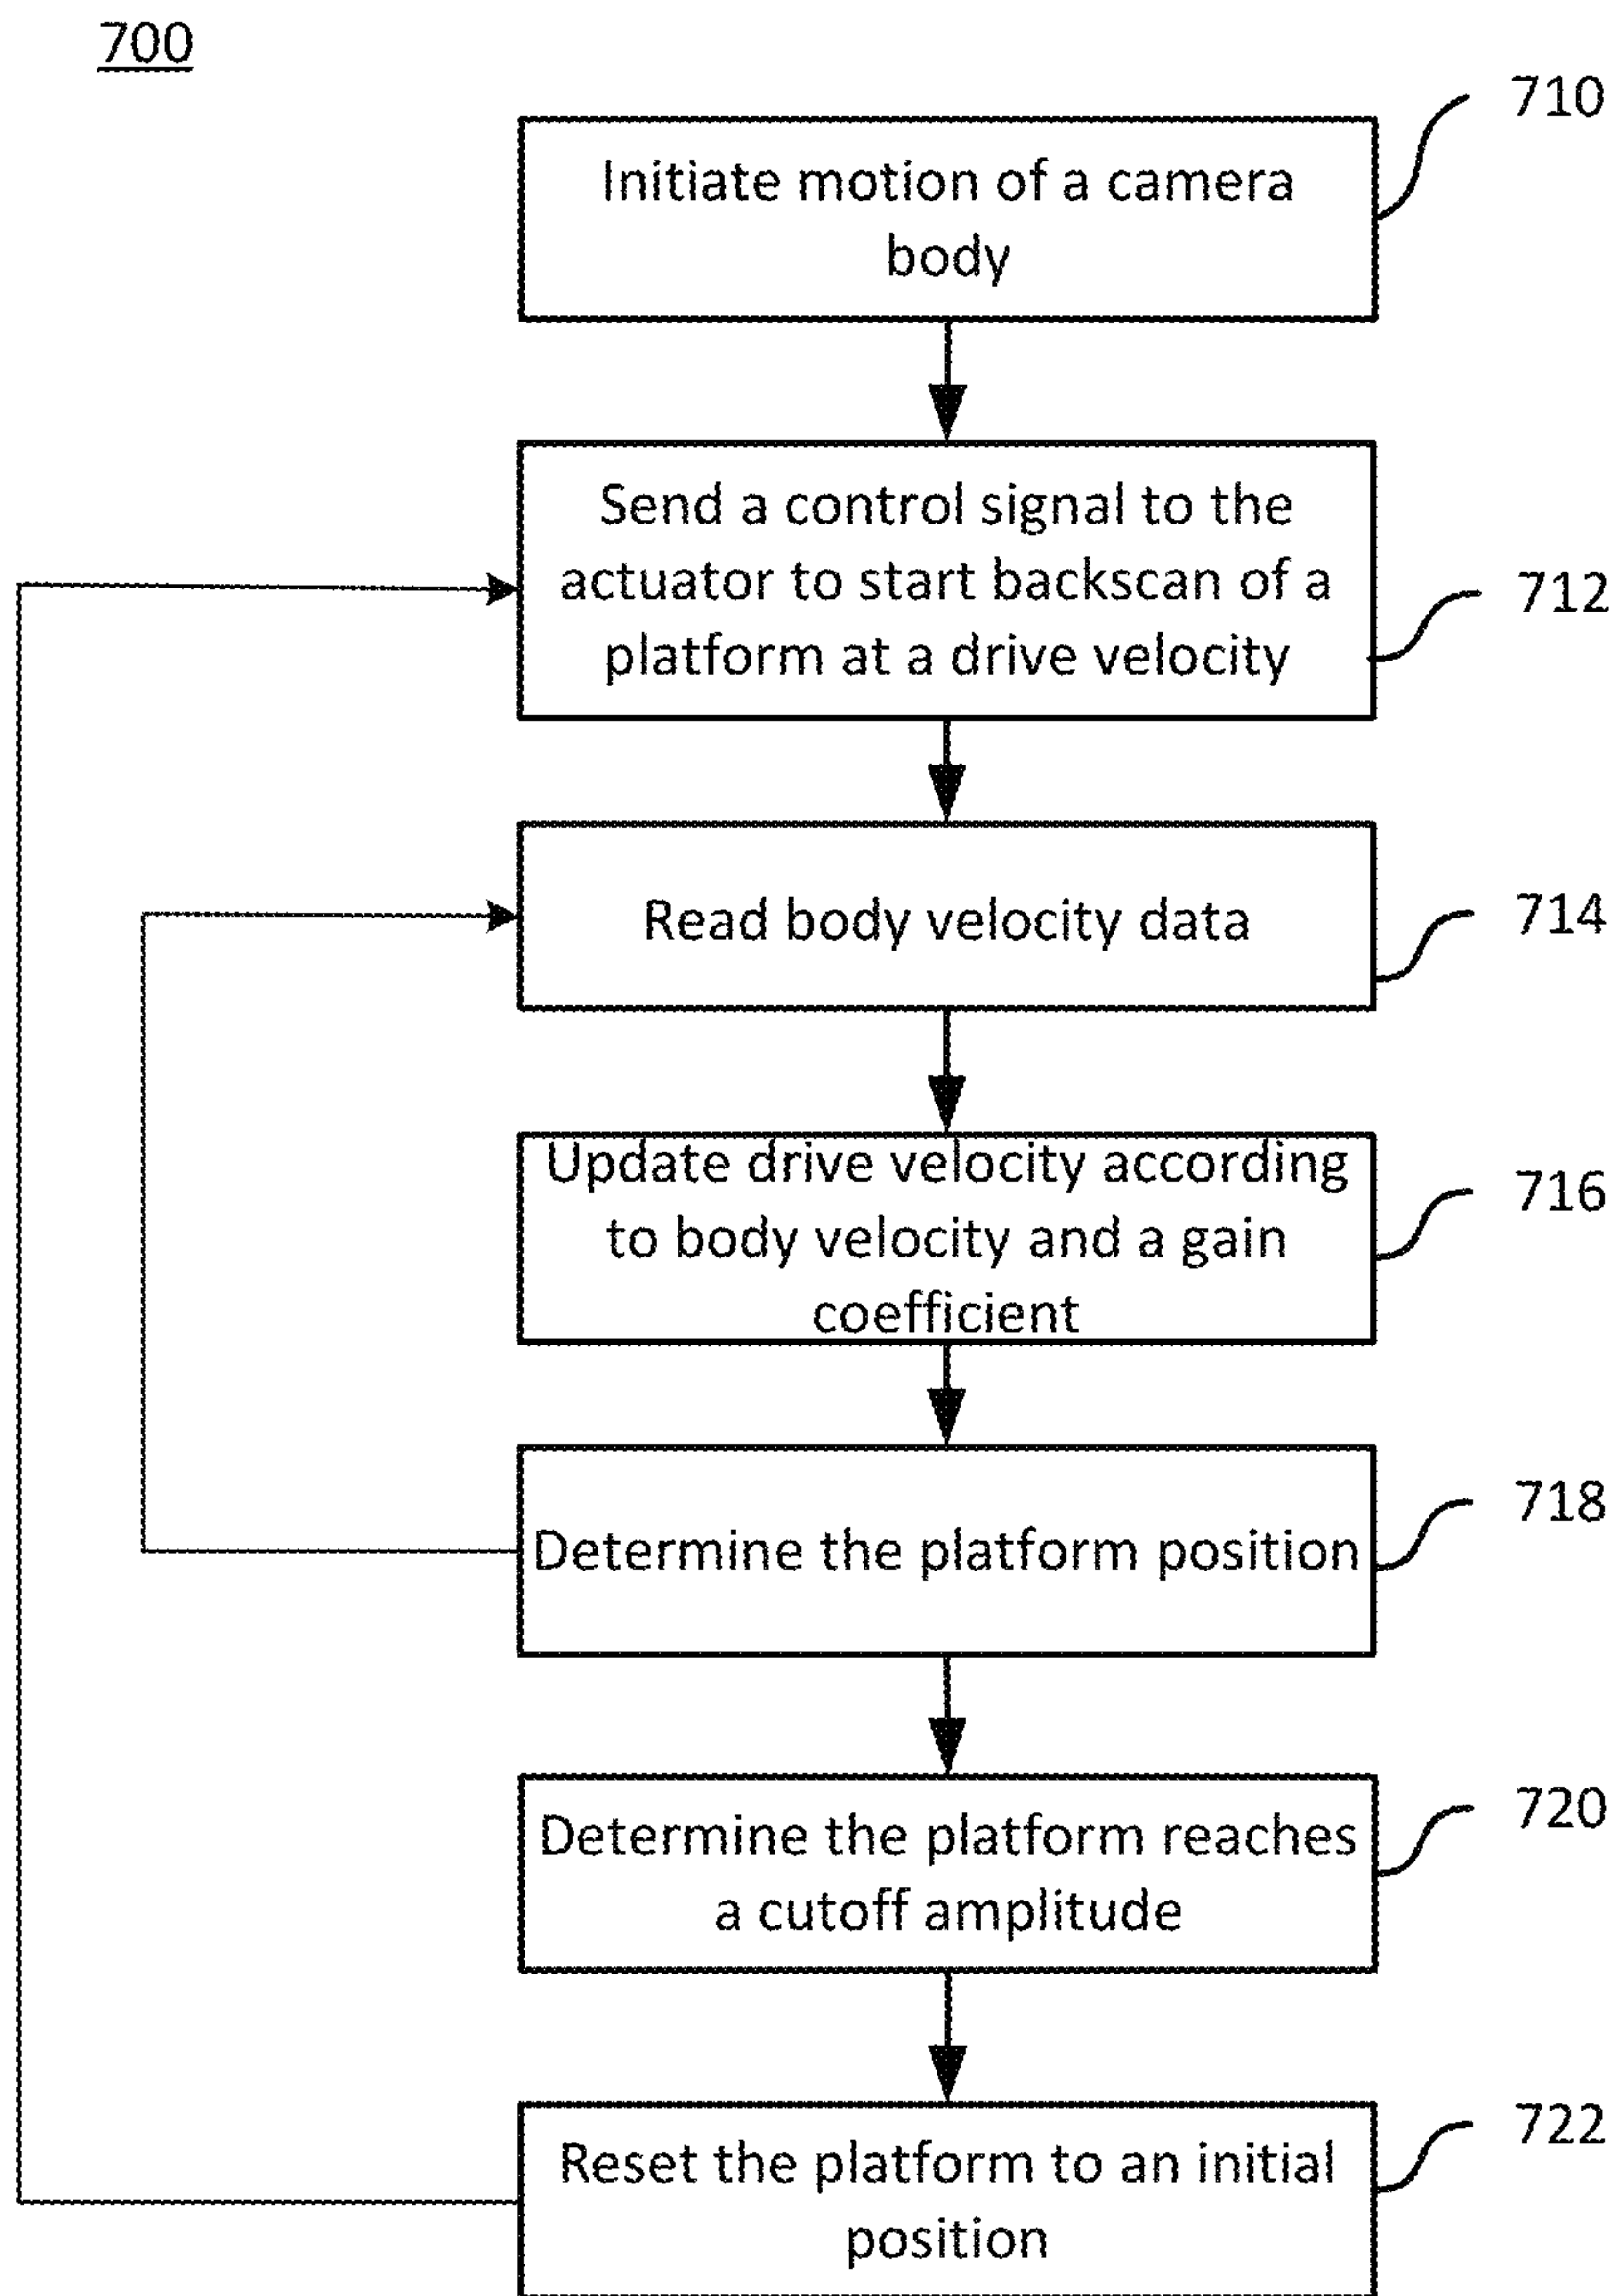 700
710
Initiate motion of a camera
body
Send a control signal to the
actuator to start backscan of a
platform at a drive velocity
712
Read body velocity data
714
Update drive velocity according
to body velocity and a gain
coefficient
716
Determine the platform position
718
Determine the platform reaches
a cutoff amplitude
720
Reset the platform to an initial
position
722